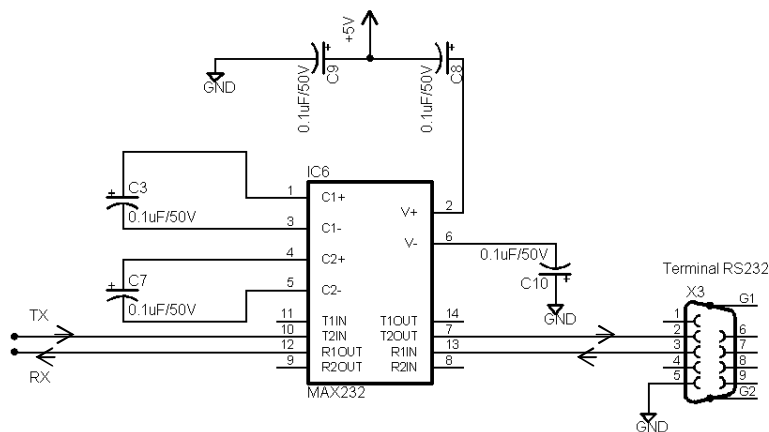 +5V
+
C9
0.1uF/50V
GND
+
C8
0.1uF/50V
IC6
+
C3
0.1uF/50V
1
C1+
3
C1-
V+
2
4
C2+
V-
6
+
C7
0.1uF/50V
5
C2-
0.1uF/50V
C10
+
GND
Terminal RS232
X3
G1
TX
11
T1IN
T1OUT
14
10
T2IN
T2OUT
7
12
R1OUT
R1IN
13
RX
9
R2OUT
R2IN
8
MAX232
1
2
3
4
5
6
7
8
9
G2
GND